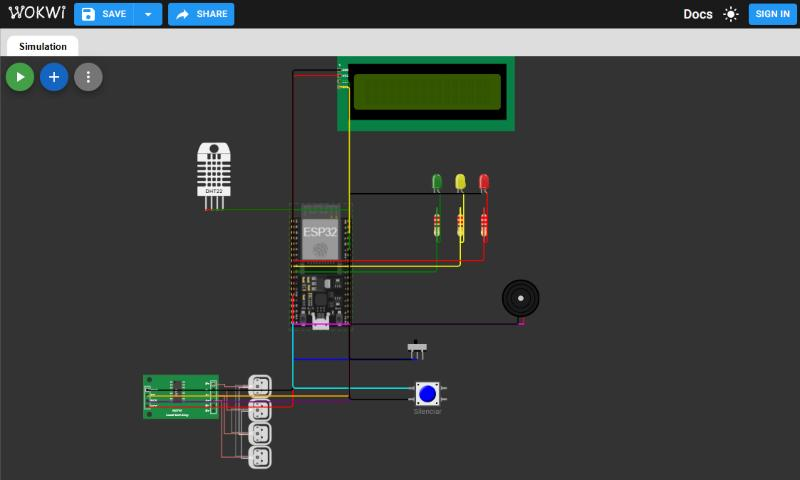 WOKWi
SAVE
SHARE
Docs
SIGN IN
Simulation
DHT22
ESP32
Silenciar